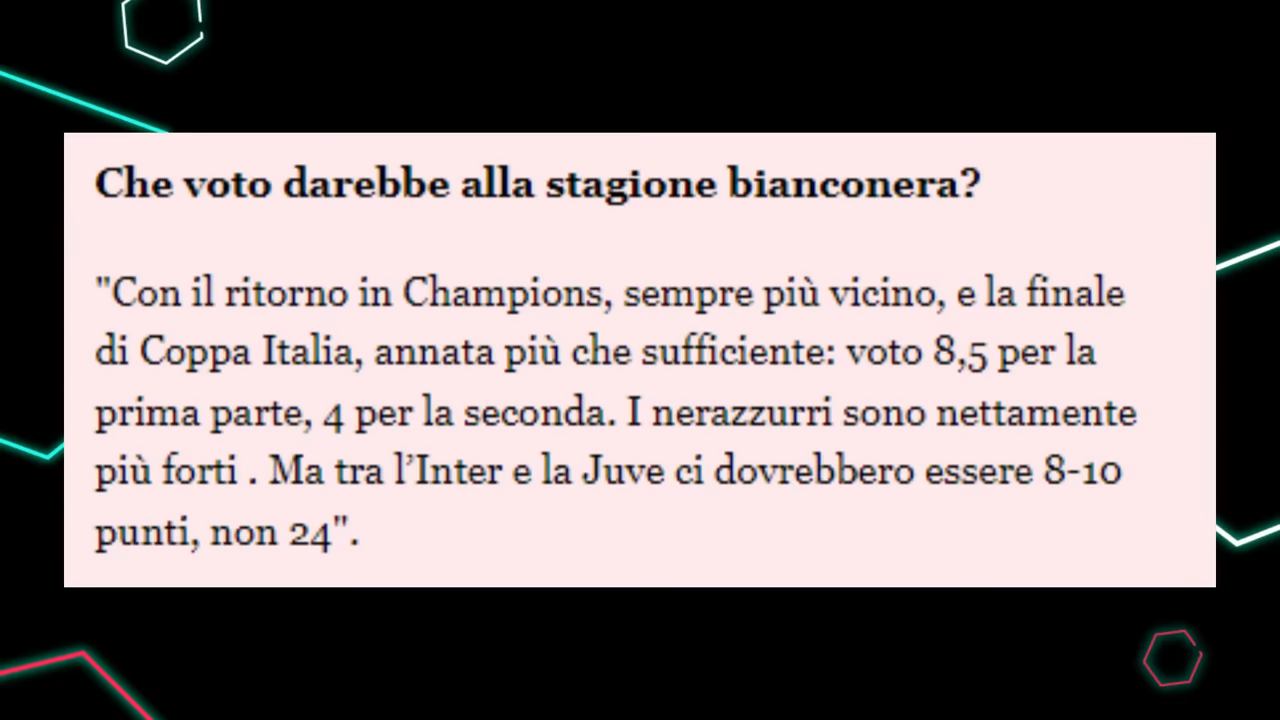 Che voto darebbe alla stagione bianconera?
"Con il ritorno in Champions, sempre più vicino, e la finale
di Coppa Italia, annata più che sufficiente: voto 8,5 per la
prima parte, 4 per la seconda. I nerazzurri sono nettamente
più forti . Ma tra l’Inter e la Juve ci dovrebbero essere 8-10
punti, non 24".